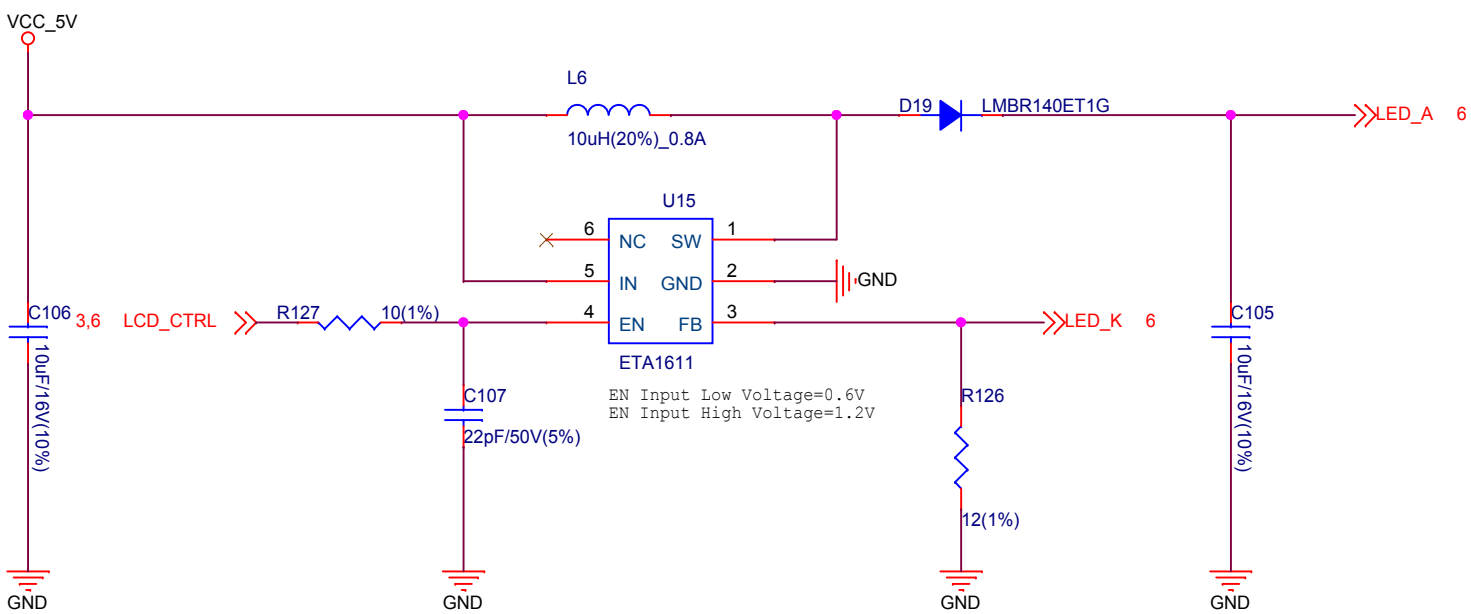 VCC_5V
L6
10uH(20%)_0.8A
D19
LMBR140ET1G
LED_A 6
U15
6 NC SW 1
5 IN GND 2
GND
4 EN FB 3
ETA1611
EN Input Low Voltage=0.6V
EN Input High Voltage=1.2V
C106
10uF/16V(10%)
3,6 LCD_CTRL
R127
10(1%)
C107
22pF/50V(5%)
LED_K 6
R126
12(1%)
C105
10uF/16V(10%)
GND
GND
GND
GND